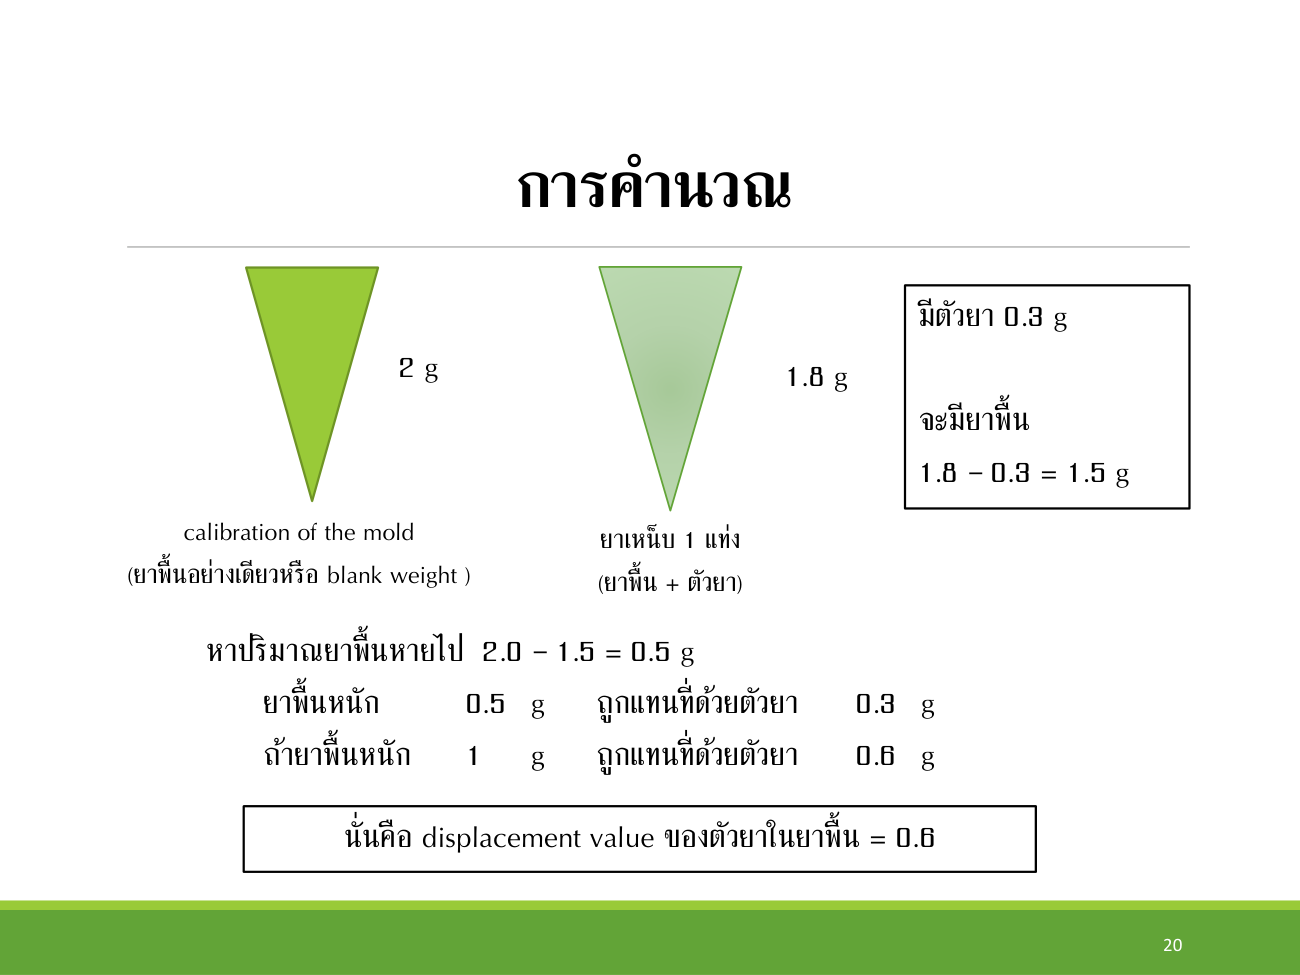 การคำนวณ
2 g
1.8 g
มีตัวยา 0.3 g
จะมียาพื้น
1.8 – 0.3 = 1.5 g
calibration of the mold
(ยาพื้นอย่างเดียวหรือ blank weight )
ยาเหน็บ 1 แท่ง
(ยาพื้น + ตัวยา)
หาปริมาณยาพื้นหายไป 2.0 – 1.5 = 0.5 g
ยาพื้นหนัก 0.5 g ถูกแทนที่ด้วยตัวยา 0.3 g
ถ้ายาพื้นหนัก 1 g ถูกแทนที่ด้วยตัวยา 0.6 g
นั่นคือ displacement value ของตัวยาในยาพื้น = 0.6
20